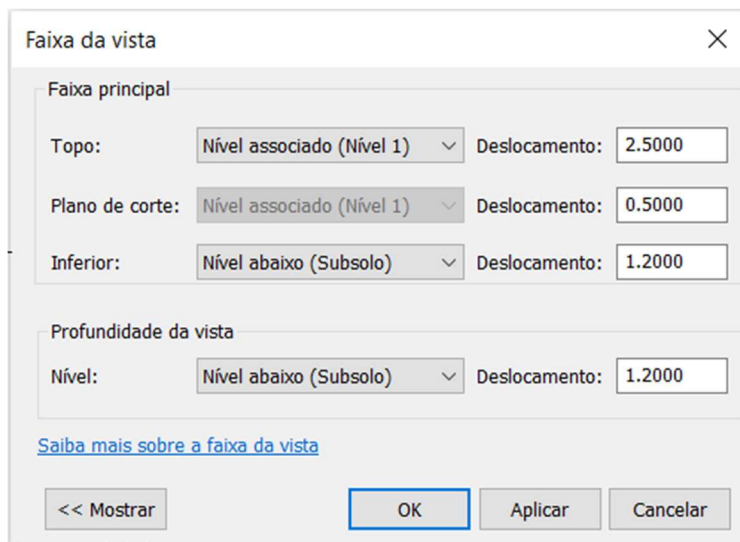 Faixa da vista
Faixa principal
Topo: Nível associado (Nível 1) Deslocamento: 2.5000
Plano de corte: Nível associado (Nível 1) Deslocamento: 0.5000
Inferior: Nível abaixo (Subsolo) Deslocamento: 1.2000
Profundidade da vista
Nível: Nível abaixo (Subsolo) Deslocamento: 1.2000
Saiba mais sobre a faixa da vista
<< Mostrar OK Aplicar Cancelar